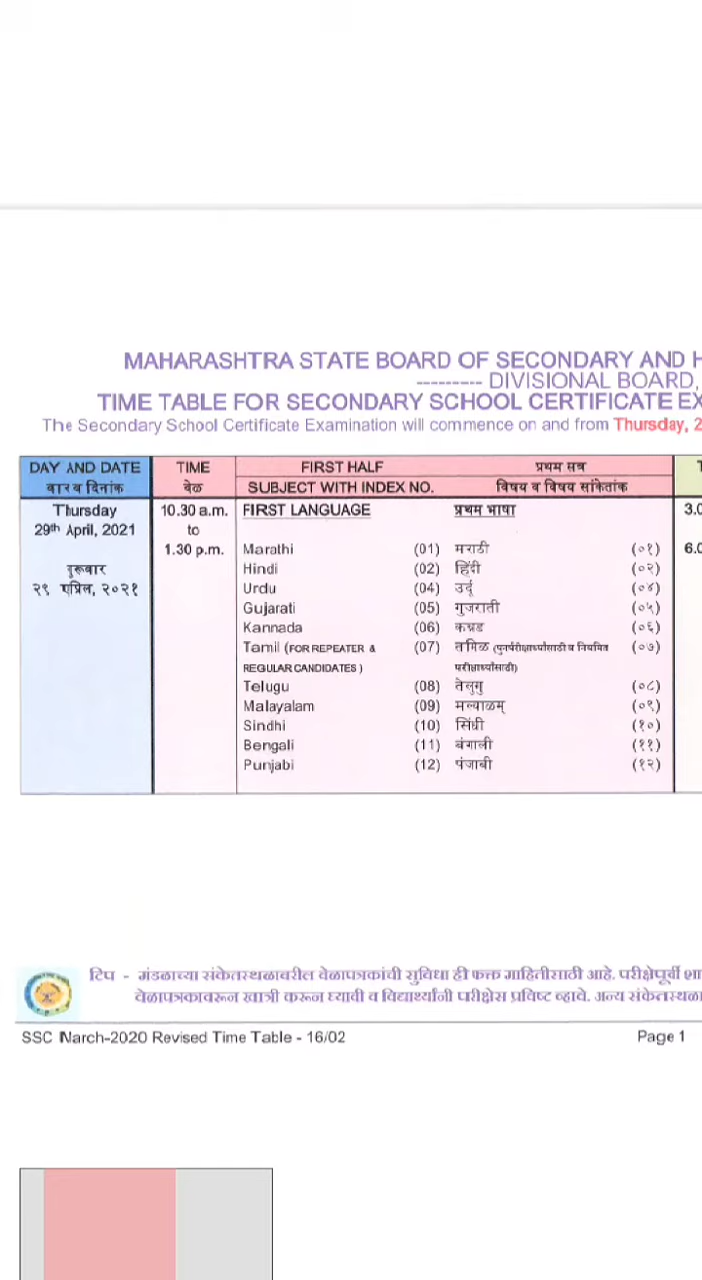 MAHARASHTRA STATE BOARD OF SECONDARY AND H
--------- DIVISIONAL BOARD,
TIME TABLE FOR SECONDARY SCHOOL CERTIFICATE EX
The Secondary School Certificate Examination will commence on and from Thursday, 2
DAY AND DATE TIME FIRST HALF प्रथम सत्र T
वार व दिनांक वेळ SUBJECT WITH INDEX NO. विषय व विषय सांकेतांक
Thursday 10.30 a.m. FIRST LANGUAGE प्रथम भाषा 3.0
29th April, 2021 to
1.30 p.m. Marathi (01) मराठी (०१) 6.0
गुरूवार Hindi (02) हिंदी (०२)
२९ एप्रिल, २०२१ Urdu (04) उर्दू (०४)
Gujarati (05) गुजराती (०५)
Kannada (06) कन्नड (०६)
Tamil (FOR REPEATER & (07) तमिळ (पुनर्परीक्षार्थ्यांसाठी व नियमित (०७)
REGULAR CANDIDATES ) परीक्षार्थ्यांसाठी)
Telugu (08) तेलुगु (०८)
Malayalam (09) मल्याळम् (०९)
Sindhi (10) सिंधी (१०)
Bengali (11) बंगाली (११)
Punjabi (12) पंजाबी (१२)
टिप - मंडळाच्या संकेतस्थळावरील वेळापत्रकांची सुविधा ही फक्त माहितीसाठी आहे. परीक्षेपूर्वी शा
वेळापत्रकावरून खात्री करून घ्यावी व विद्यार्थ्यांनी परीक्षेस प्रविष्ट व्हावे. अन्य संकेतस्थळा
SSC March-2020 Revised Time Table - 16/02 Page 1